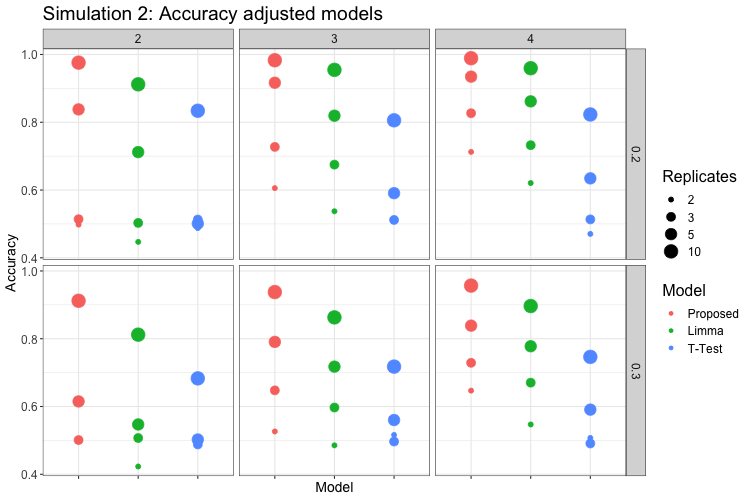 Simulation 2: Accuracy adjusted models
2 3 4
1.0
0.8
0.6
0.4
0.2
1.0
0.8
0.6
0.4
0.3
Accuracy
Model
Replicates
2
3
5
10
Model
Proposed
Limma
T-Test